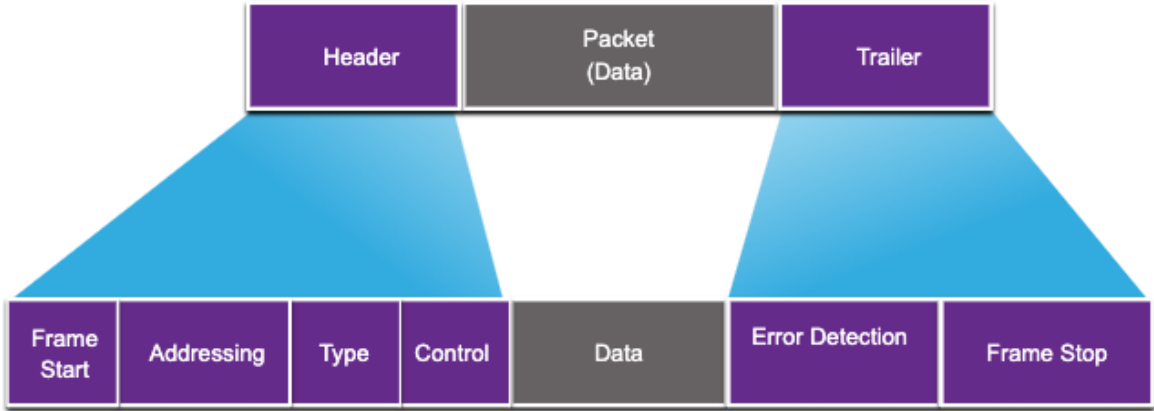 Header
Packet
(Data)
Trailer
Frame
Start
Addressing
Type
Control
Data
Error Detection
Frame Stop